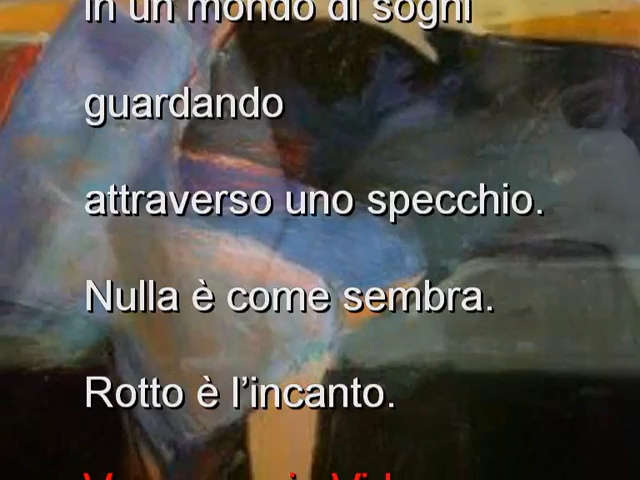 in un mondo di sogni
guardando
attraverso uno specchio.
Nulla è come sembra.
Rotto è l’incanto.